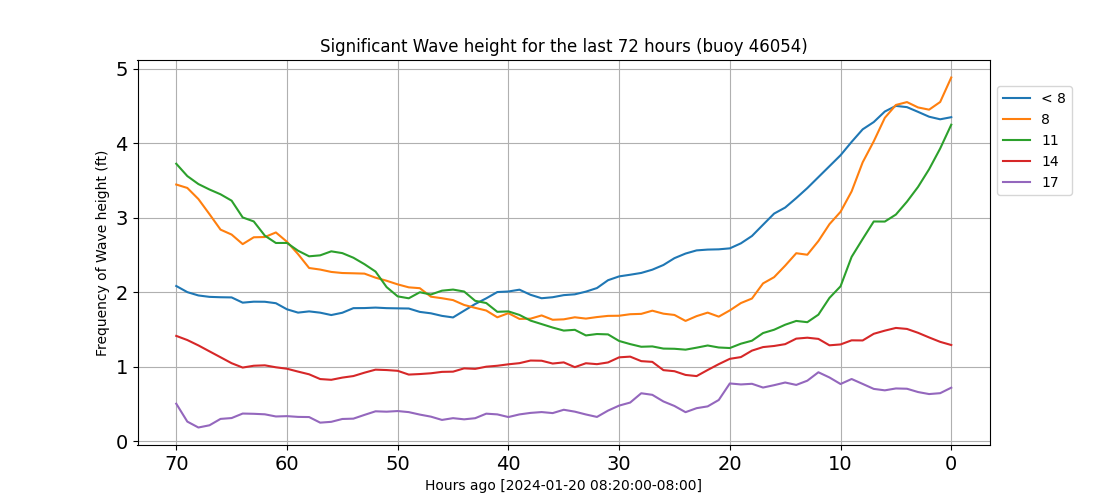 Significant Wave height for the last 72 hours (buoy 46054)
Frequency of Wave height (ft)
5
4
3
2
1
0
70 60 50 40 30 20 10 0
Hours ago [2024-01-20 08:20:00-08:00]
< 8
8
11
14
17